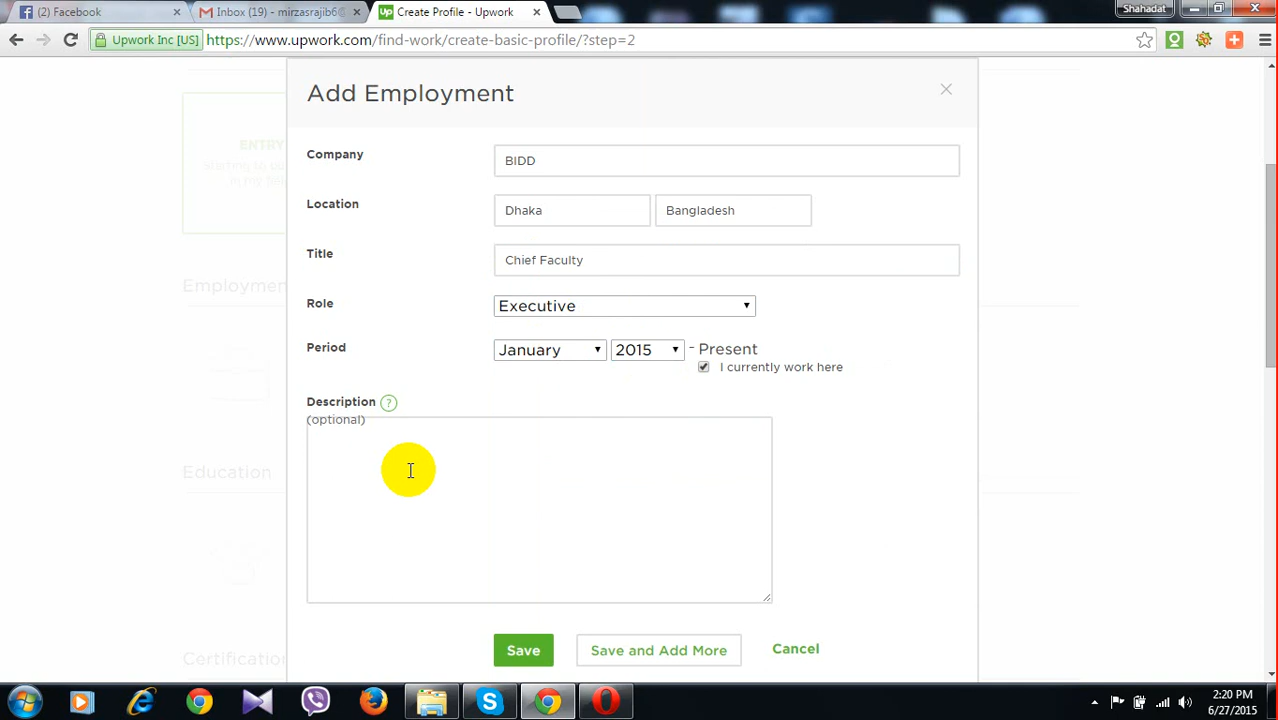 Shahadat
(2) Facebook
Inbox (19) - mirzasrajib6@
Create Profile - Upwork
Upwork Inc [US]
https://www.upwork.com/find-work/create-basic-profile/?step=2
Add Employment
Company
BIDD
Location
Dhaka
Bangladesh
Title
Chief Faculty
Role
Executive
Period
January
2015
- Present
I currently work here
Description ?
(optional)
Save
Save and Add More
Cancel
ENTRY
Employmen
Education
Certification
2:20 PM
6/27/2015